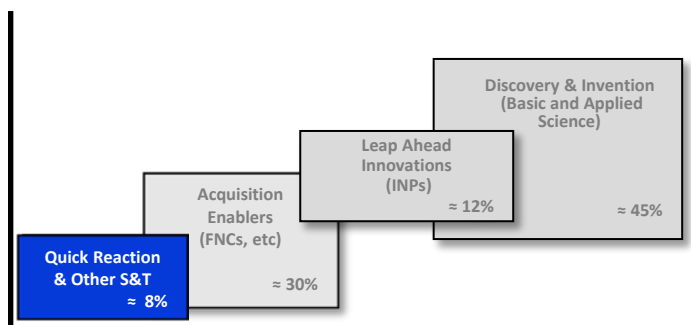 Discovery & Invention
(Basic and Applied
Science)
≈ 45%
Leap Ahead
Innovations
(INPs)
≈ 12%
Acquisition
Enablers
(FNCs, etc)
≈ 30%
Quick Reaction
& Other S&T
≈ 8%